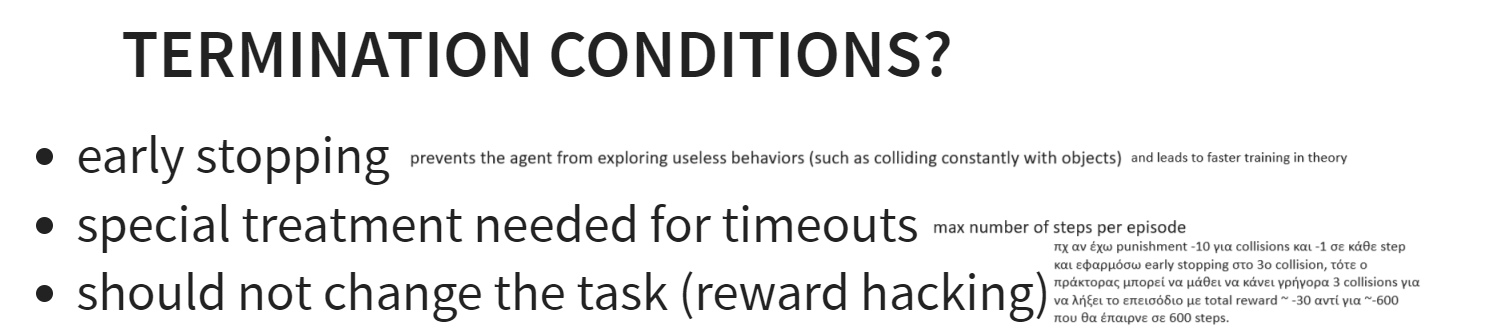 TERMINATION CONDITIONS?
• early stopping prevents the agent from exploring useless behaviors (such as colliding constantly with objects) and leads to faster training in theory
• special treatment needed for timeouts max number of steps per episode
• should not change the task (reward hacking)
πχ αν έχω punishment -10 για collisions και -1 σε κάθε step
και εφαρμόσω early stopping στο 3ο collision, τότε ο
πράκτορας μπορεί να μάθει να κάνει γρήγορα 3 collisions για
να λήξει το επεισόδιο με total reward ~ -30 αντί για ~-600
που θα έπαιρνε σε 600 steps.